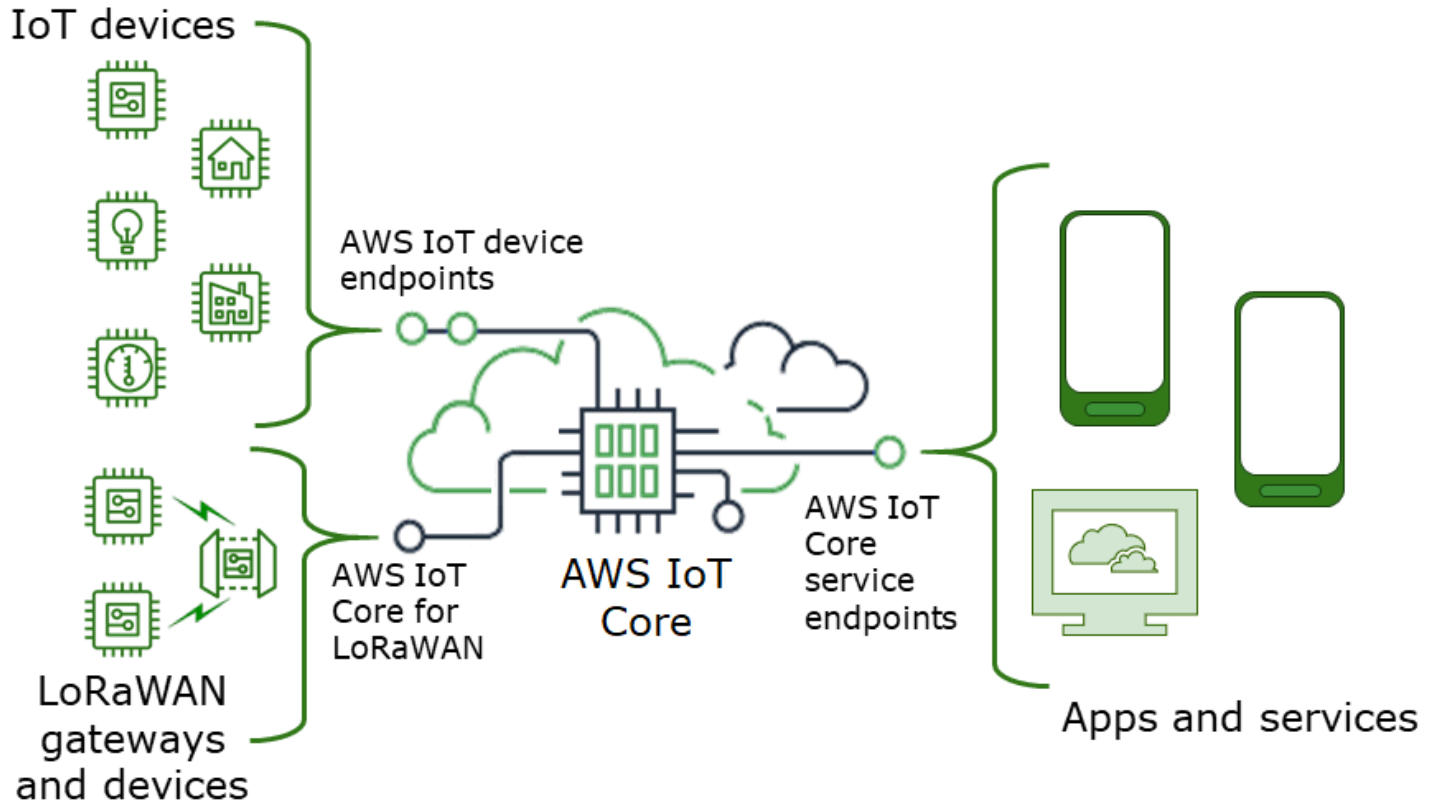 IoT devices
AWS IoT device
endpoints
AWS IoT
Core for
LoRaWAN
LoRaWAN
gateways
and devices
AWS IoT
Core
AWS IoT
Core
service
endpoints
Apps and services